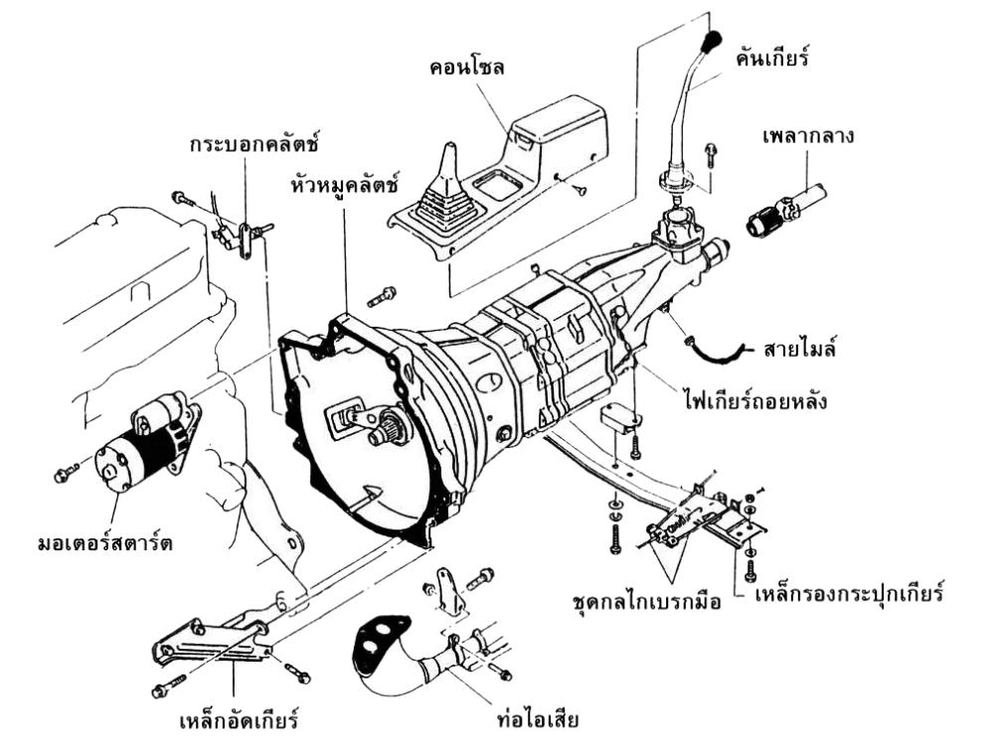 คันเกียร์
คอนโซล
เพลากลาง
กระบอกคลัตช์
หัวหมูคลัตช์
สายไมล์
ไฟเกียร์ถอยหลัง
มอเตอร์สตาร์ต
ชุดกลไกเบรกมือ
เหล็กรองกระปุกเกียร์
เหล็กอัดเกียร์
ท่อไอเสีย